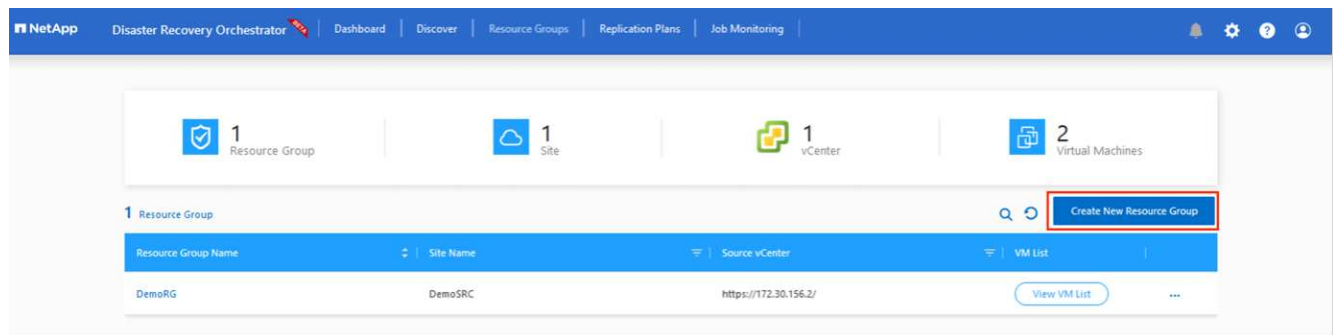 NetApp Disaster Recovery Orchestrator Dashboard Discover Resource Groups Replication Plans Job Monitoring
1 Resource Group
1 Site
1 vCenter
2 Virtual Machines
1 Resource Group Create New Resource Group
Resource Group Name Site Name Source vCenter VM List
DemoRG DemoSRC https://172.30.156.2/ View VM List ...